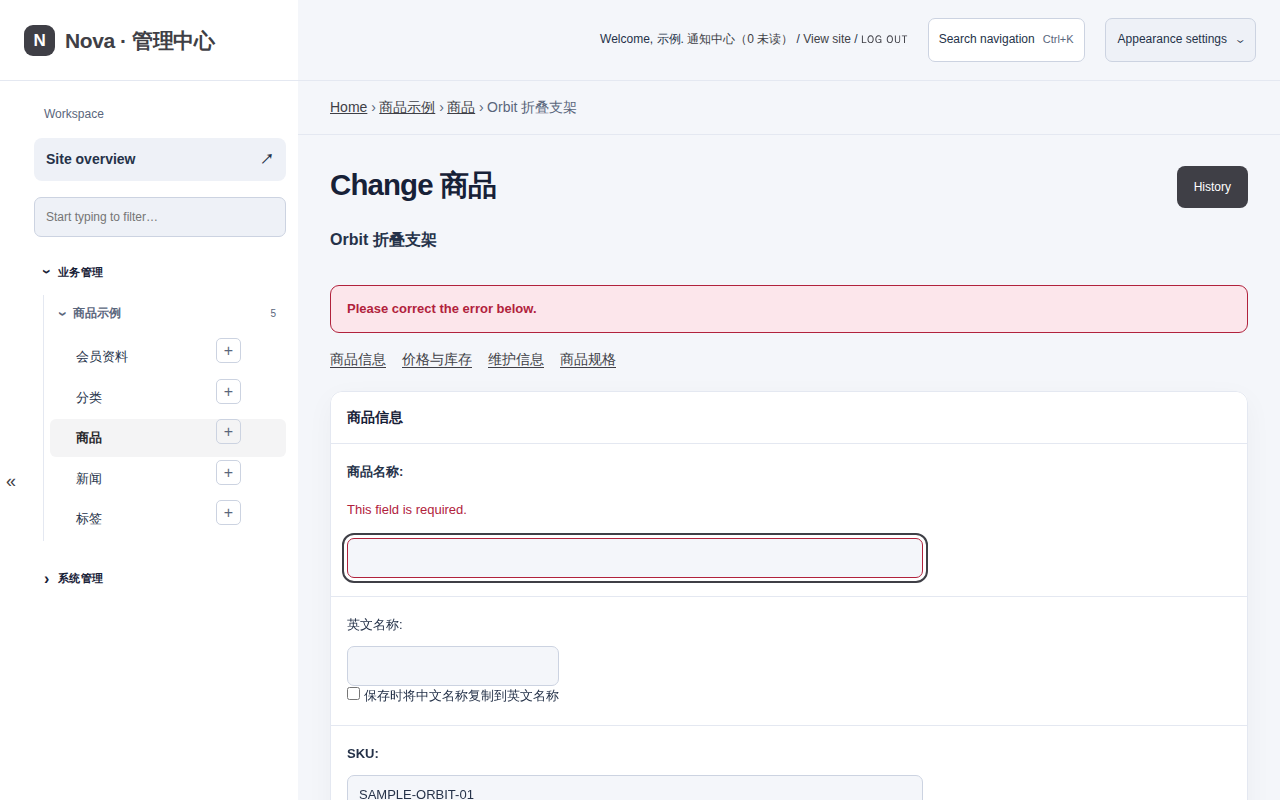 N Nova · 管理中心
Welcome, 示例. 通知中心（0 未读） / View site / LOG OUT
Search navigation Ctrl+K
Appearance settings
Workspace
Site overview ↗
Start typing to filter…
业务管理
商品示例 5
会员资料 +
分类 +
商品 +
新闻 +
标签 +
系统管理
«
Home › 商品示例 › 商品 › Orbit 折叠支架
Change 商品
History
Orbit 折叠支架
Please correct the error below.
商品信息 价格与库存 维护信息 商品规格
商品信息
商品名称:
This field is required.
英文名称:
保存时将中文名称复制到英文名称
SKU:
SAMPLE-ORBIT-01